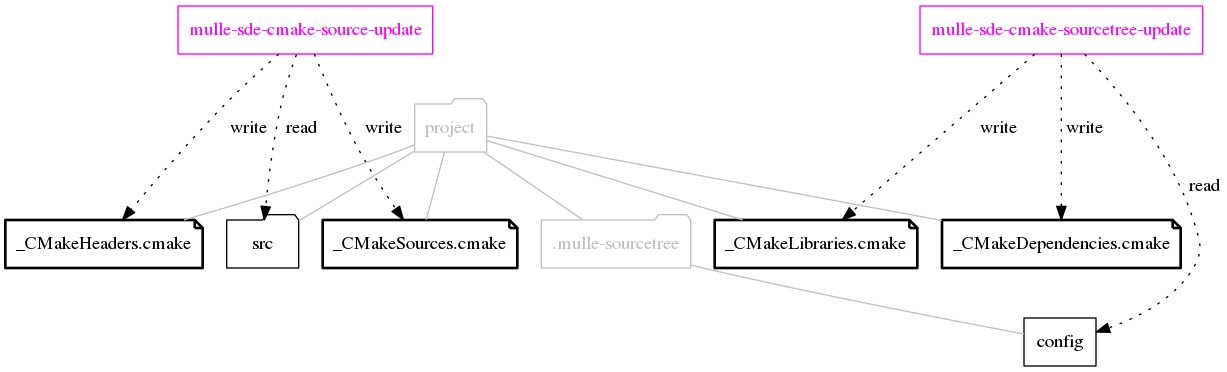 mulle-sde-cmake-source-update
mulle-sde-cmake-sourcetree-update
project
write
read
write
write
write
read
_CMakeHeaders.cmake
src
_CMakeSources.cmake
.mulle-sourcetree
_CMakeLibraries.cmake
_CMakeDependencies.cmake
config